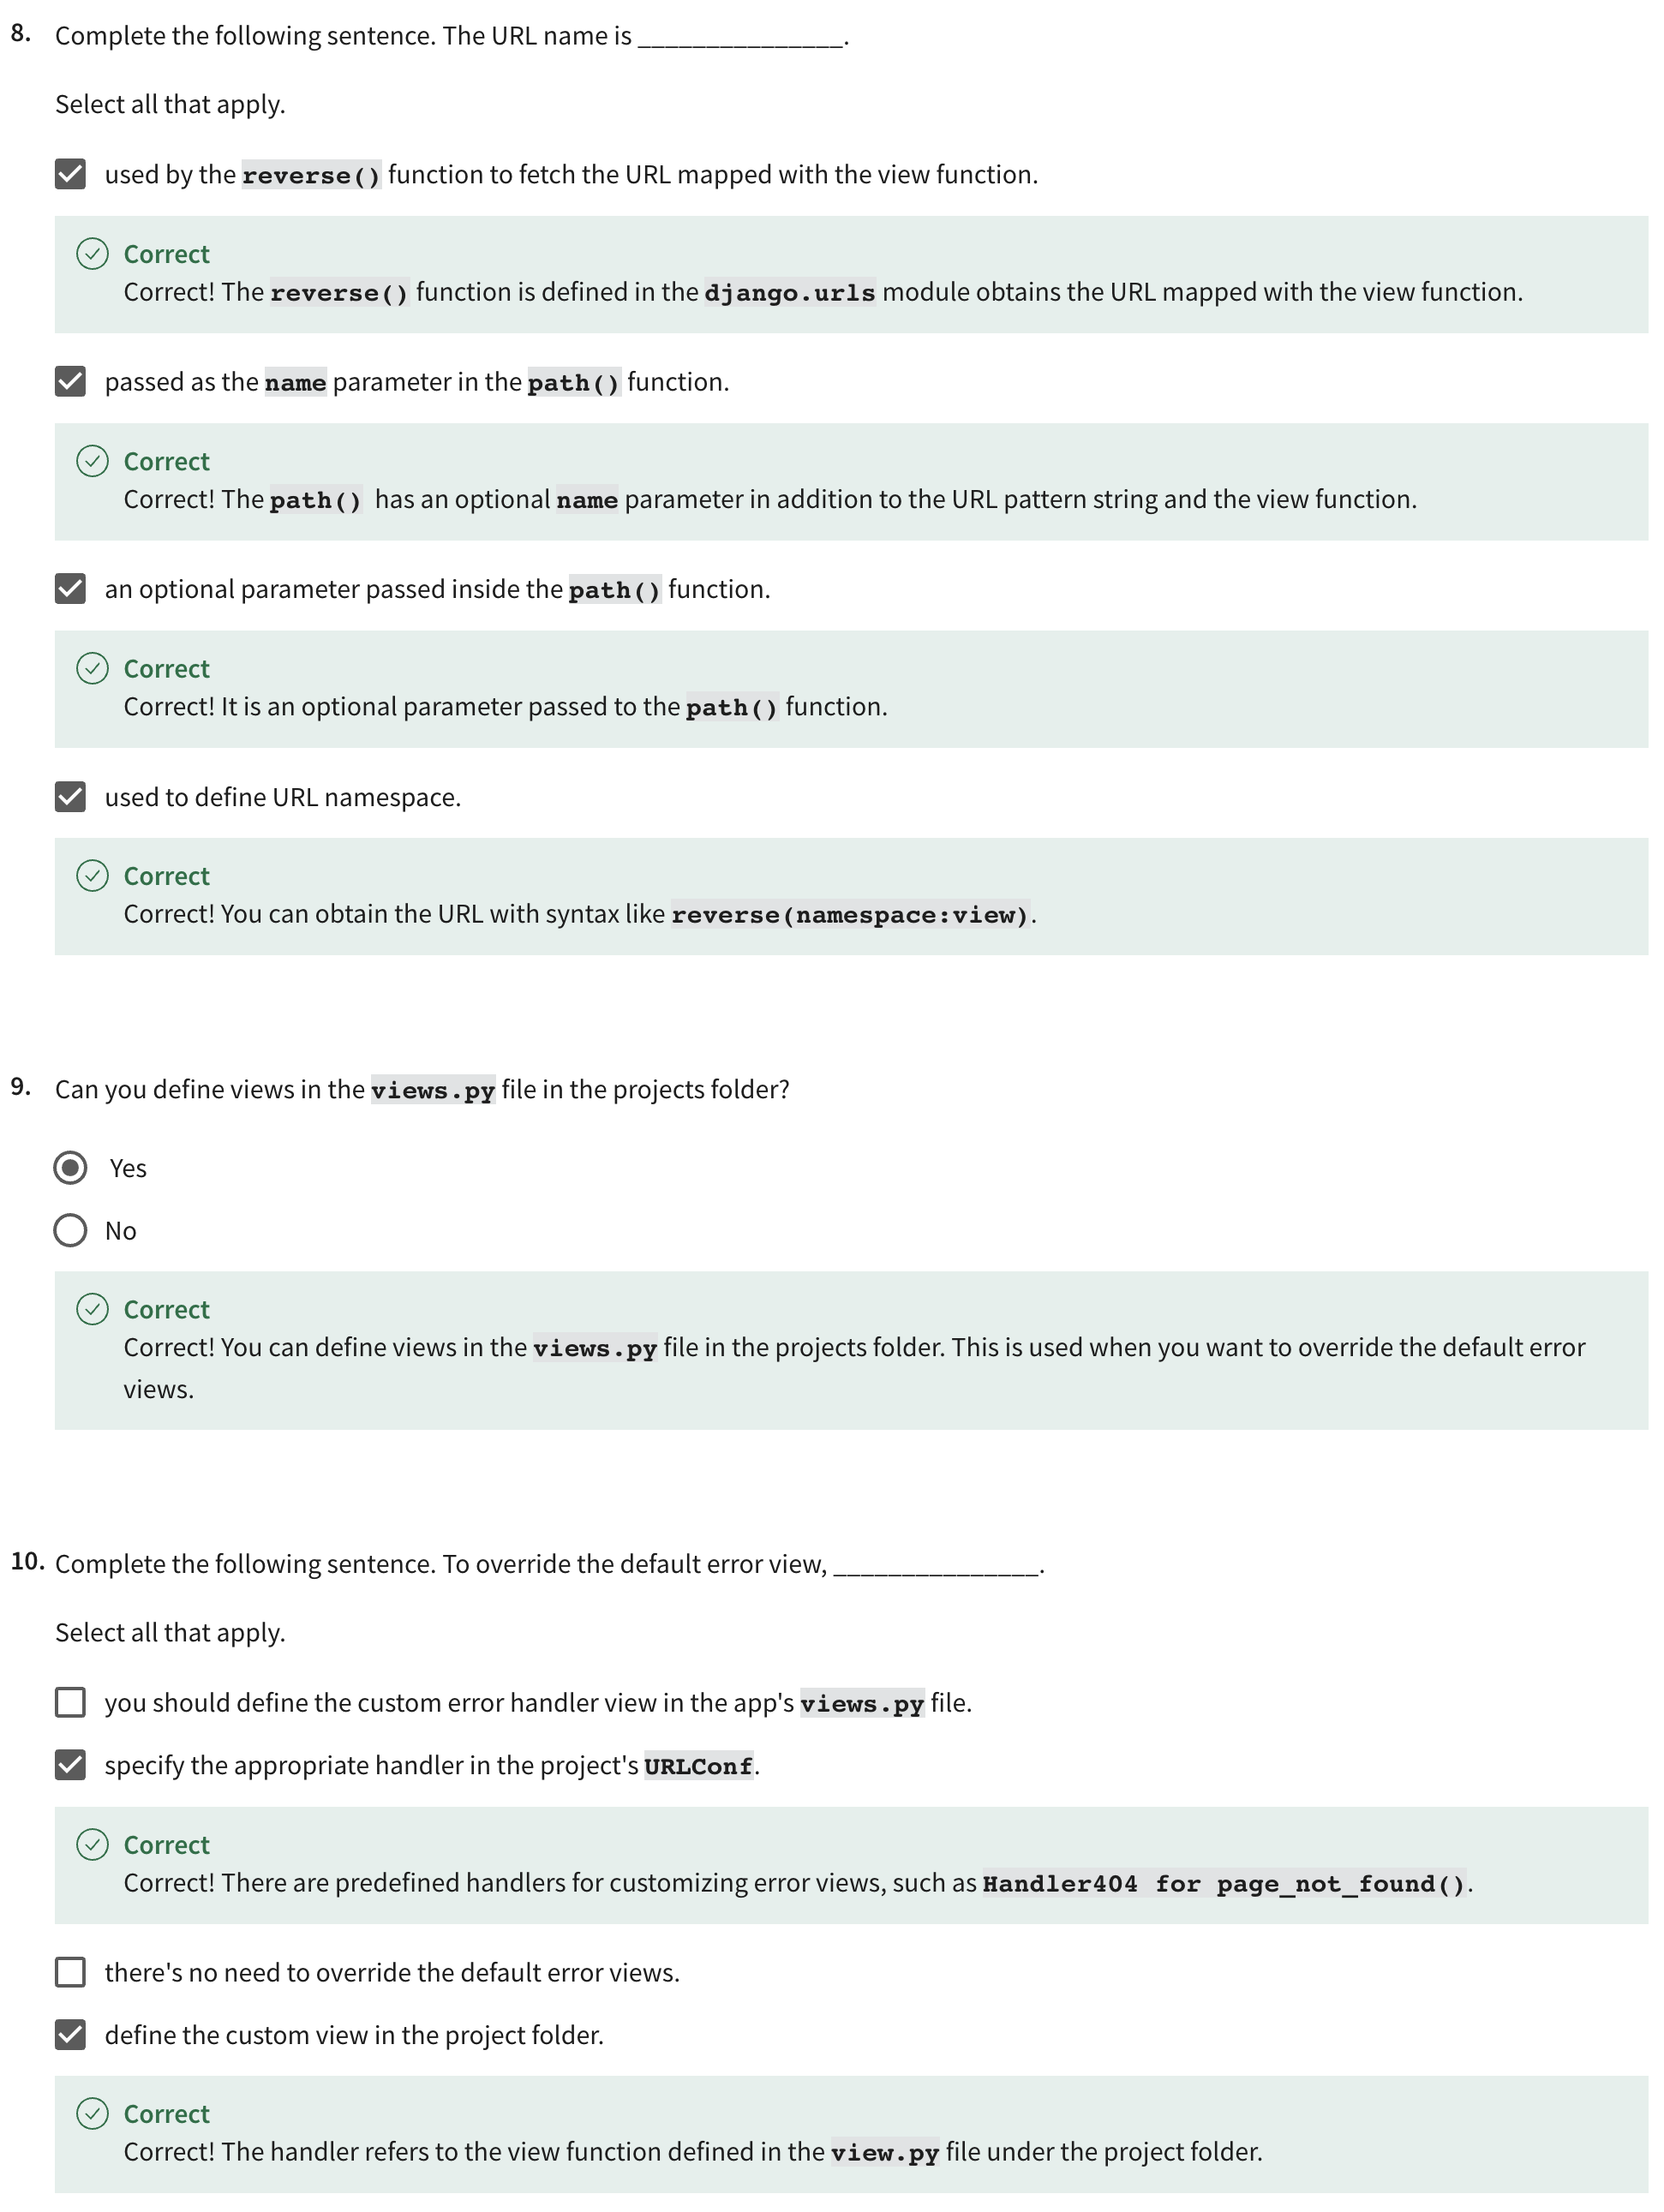 8. Complete the following sentence. The URL name is _______________.
Select all that apply.
used by the reverse() function to fetch the URL mapped with the view function.
Correct
Correct! The reverse() function is defined in the django.urls module obtains the URL mapped with the view function.
passed as the name parameter in the path() function.
Correct
Correct! The path() has an optional name parameter in addition to the URL pattern string and the view function.
an optional parameter passed inside the path() function.
Correct
Correct! It is an optional parameter passed to the path() function.
used to define URL namespace.
Correct
Correct! You can obtain the URL with syntax like reverse(namespace:view).
9. Can you define views in the views.py file in the projects folder?
Yes
No
Correct
Correct! You can define views in the views.py file in the projects folder. This is used when you want to override the default error
views.
10. Complete the following sentence. To override the default error view, _______________.
Select all that apply.
you should define the custom error handler view in the app's views.py file.
specify the appropriate handler in the project's URLConf.
Correct
Correct! There are predefined handlers for customizing error views, such as Handler404 for page_not_found().
there's no need to override the default error views.
define the custom view in the project folder.
Correct
Correct! The handler refers to the view function defined in the view.py file under the project folder.